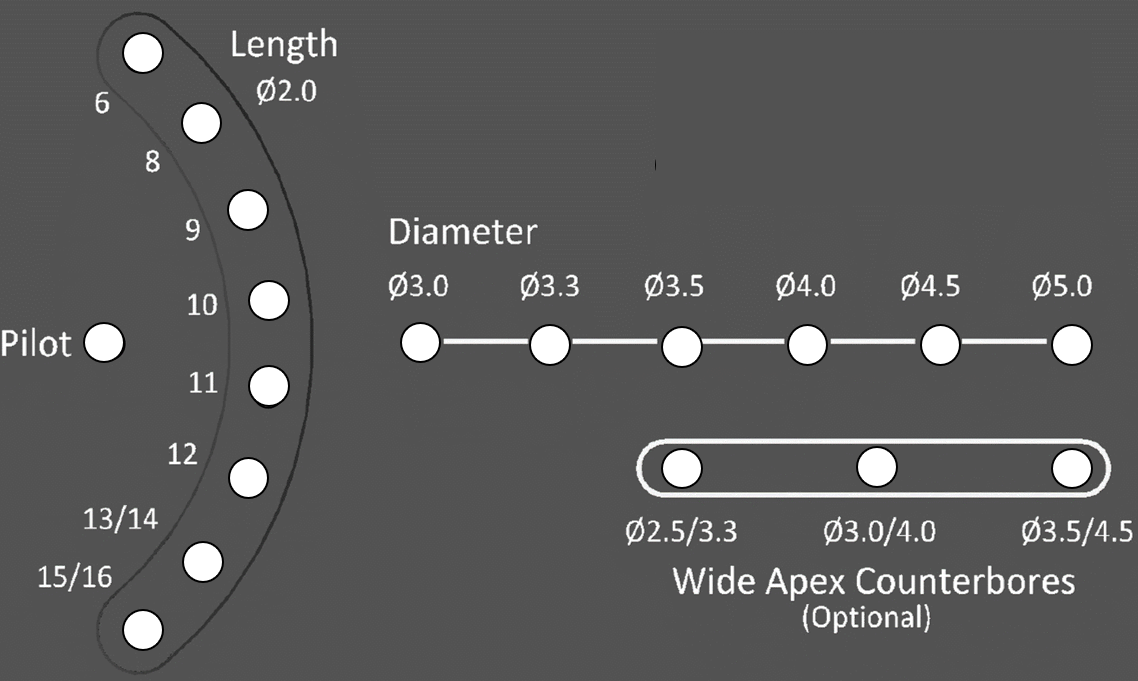 Length
Ø2.0
6
8
9
10
11
12
13/14
15/16
Pilot
Diameter
Ø3.0 Ø3.3 Ø3.5 Ø4.0 Ø4.5 Ø5.0
Ø2.5/3.3 Ø3.0/4.0 Ø3.5/4.5
Wide Apex Counterbores
(Optional)